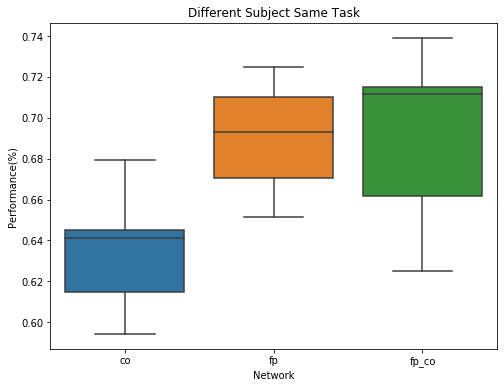 Different Subject Same Task
Performance(%)
0.74
0.72
0.70
0.68
0.66
0.64
0.62
0.60
co fp fp_co
Network